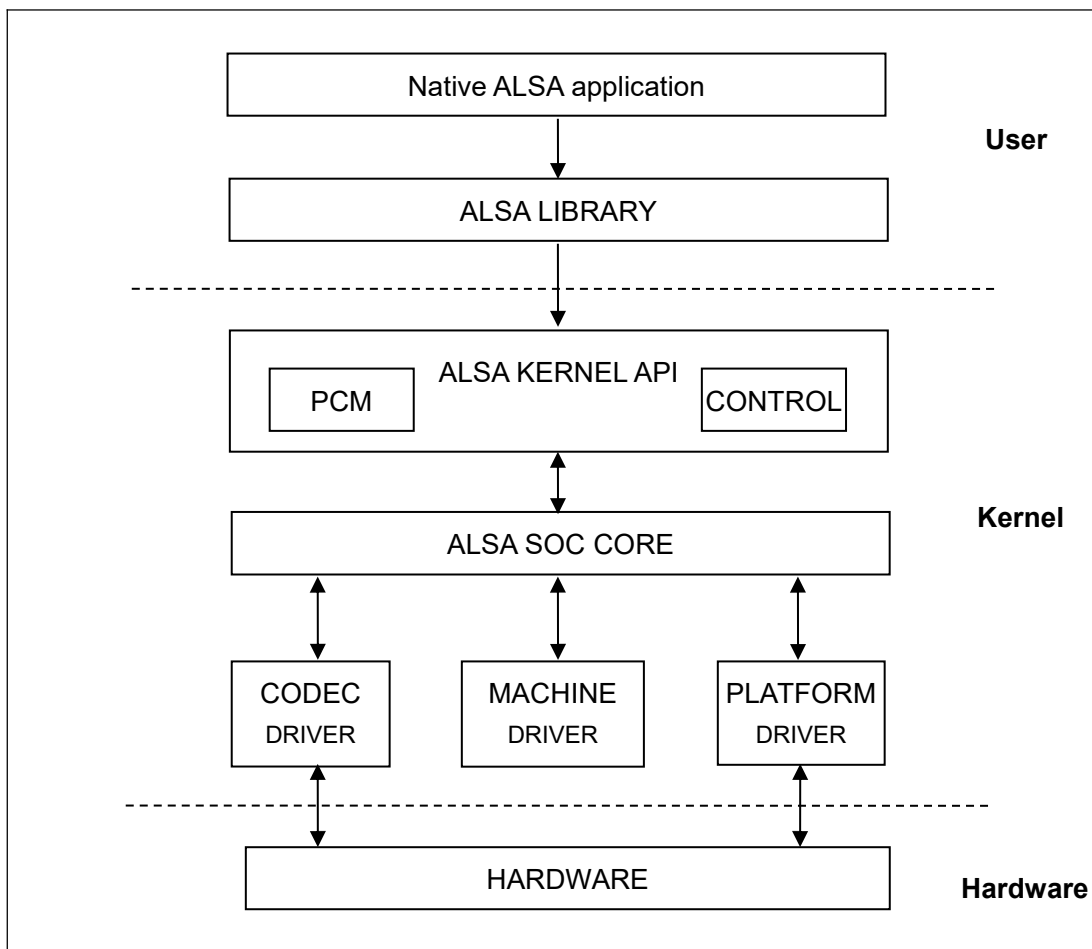 Native ALSA application
User
ALSA LIBRARY
ALSA KERNEL API
PCM
CONTROL
Kernel
ALSA SOC CORE
CODEC
DRIVER
MACHINE
DRIVER
PLATFORM
DRIVER
HARDWARE
Hardware